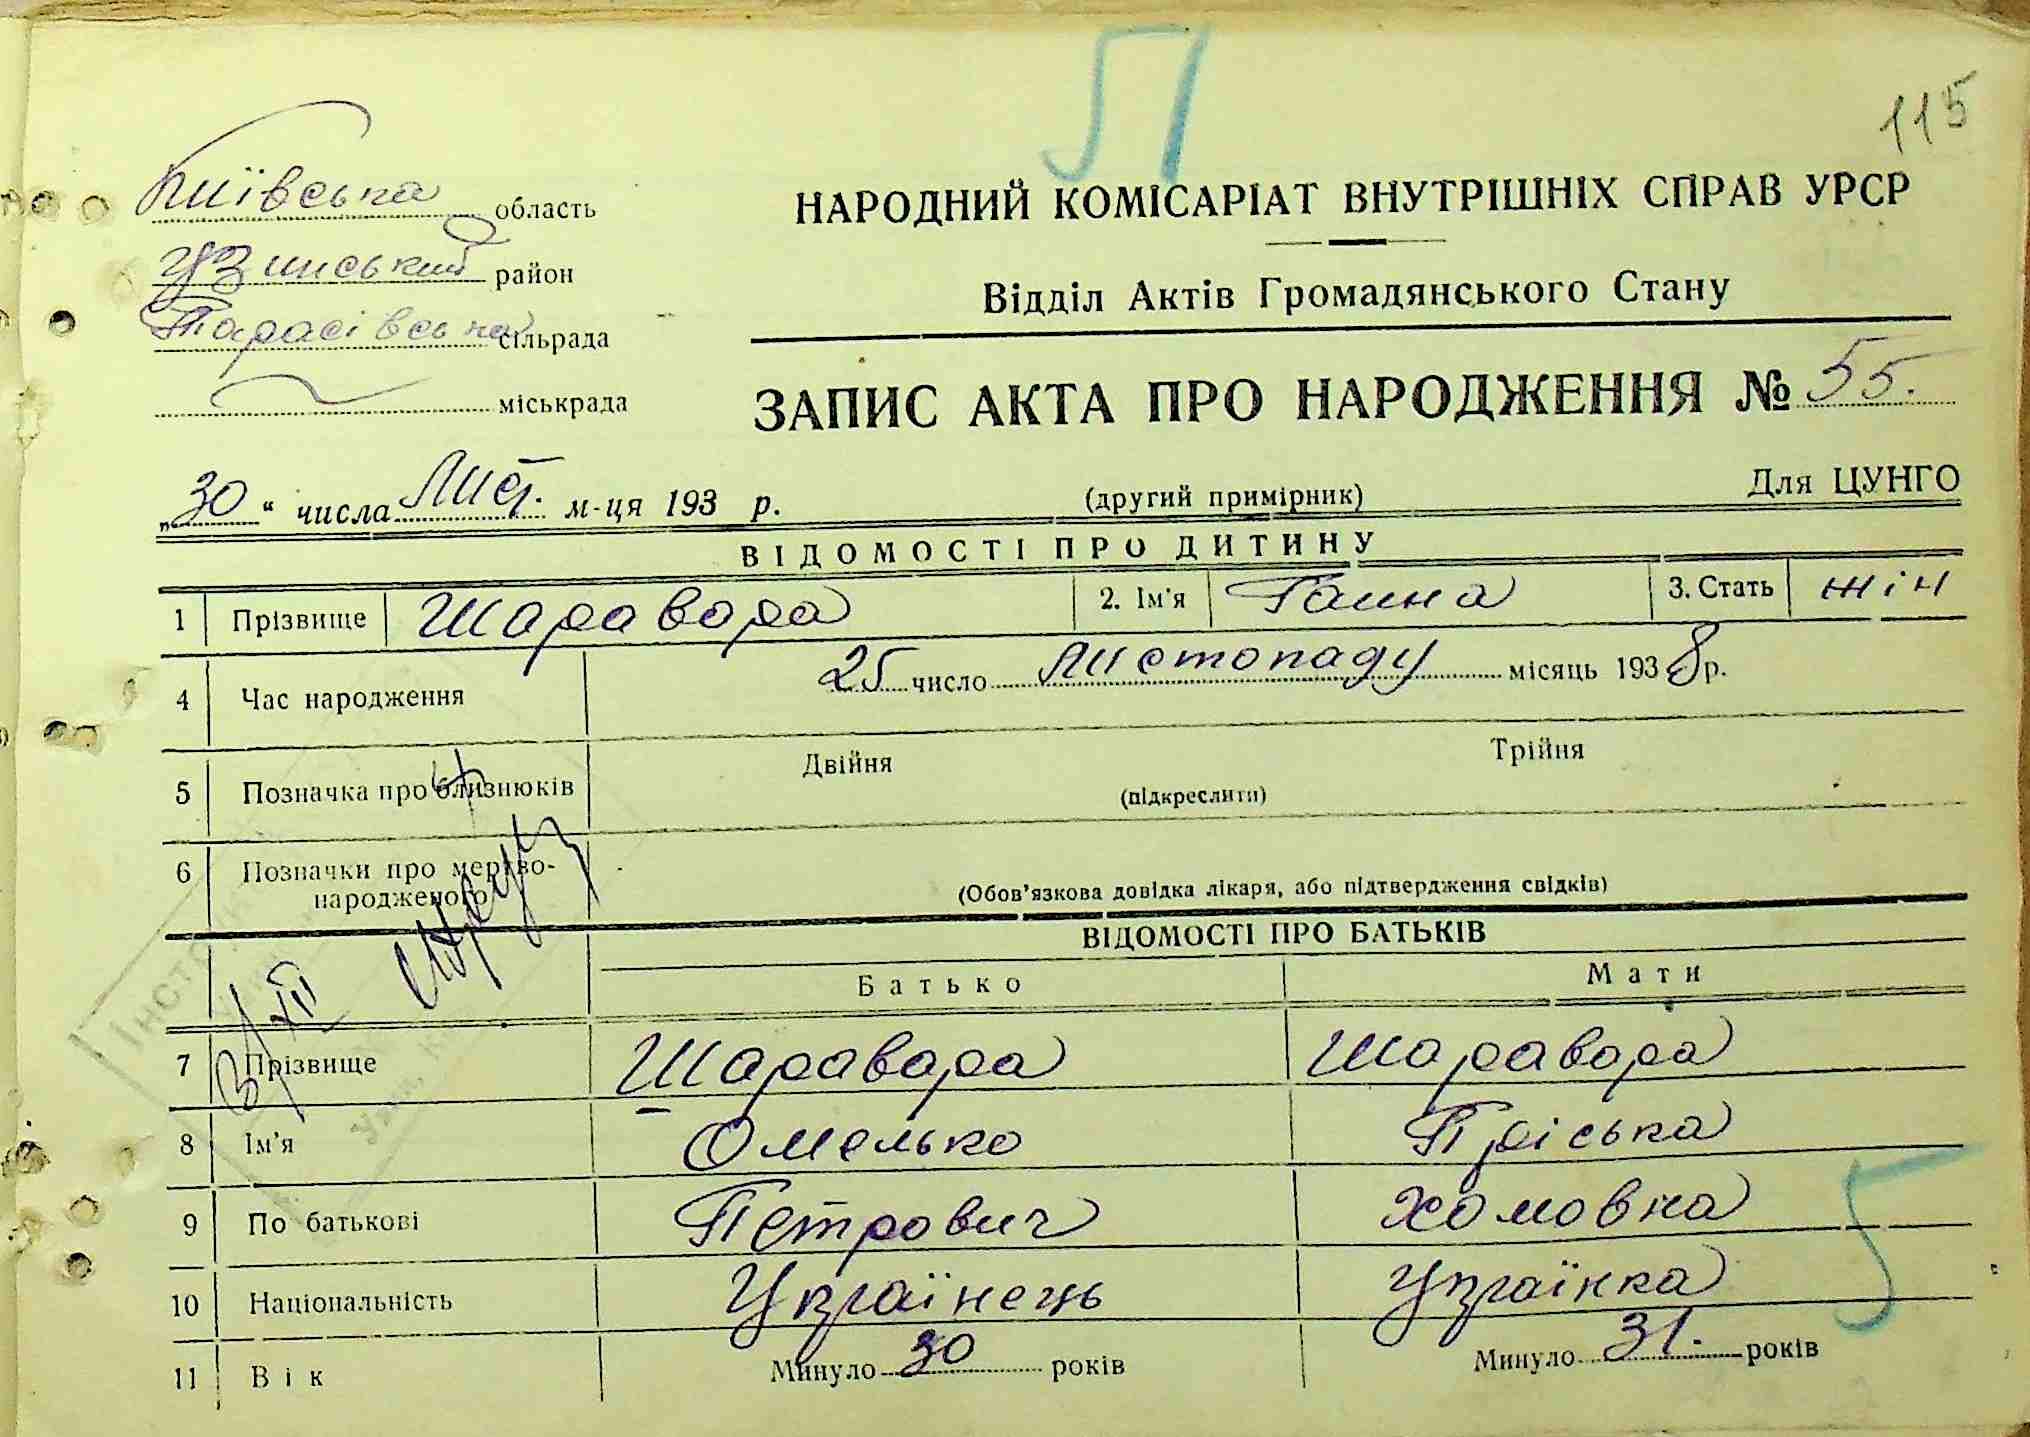 51
115
Київська область
Узинський район
Тарасівська сільрада
міськрада
НАРОДНИЙ КОМІСАРІАТ ВНУТРІШНІХ СПРАВ УРСР
Відділ Актів Громадянського Стану
ЗАПИС АКТА ПРО НАРОДЖЕННЯ № 55.
„30“ числа Лист. м-ця 193 р.
(другий примірник)
Для ЦУНГО
ВІДОМОСТІ ПРО ДИТИНУ
1 Прізвище Шаравара 2. Ім'я Ганна 3. Стать жін
4 Час народження 25 число Листопаду місяць 1938 р.
5 Позначка про близнюків Двійня Трійня
(підкреслити)
6 Позначки про мертво-
народженого
(Обов'язкова довідка лікаря, або підтвердження свідків)
ВІДОМОСТІ ПРО БАТЬКІВ
Батько Мати
7 Прізвище Шаравара Шаравара
8 Ім'я Омелько Пріська
9 По батькові Петрович Хомовна
10 Національність Українець Українка
5
11 Вік Минуло 30 років Минуло 31. років